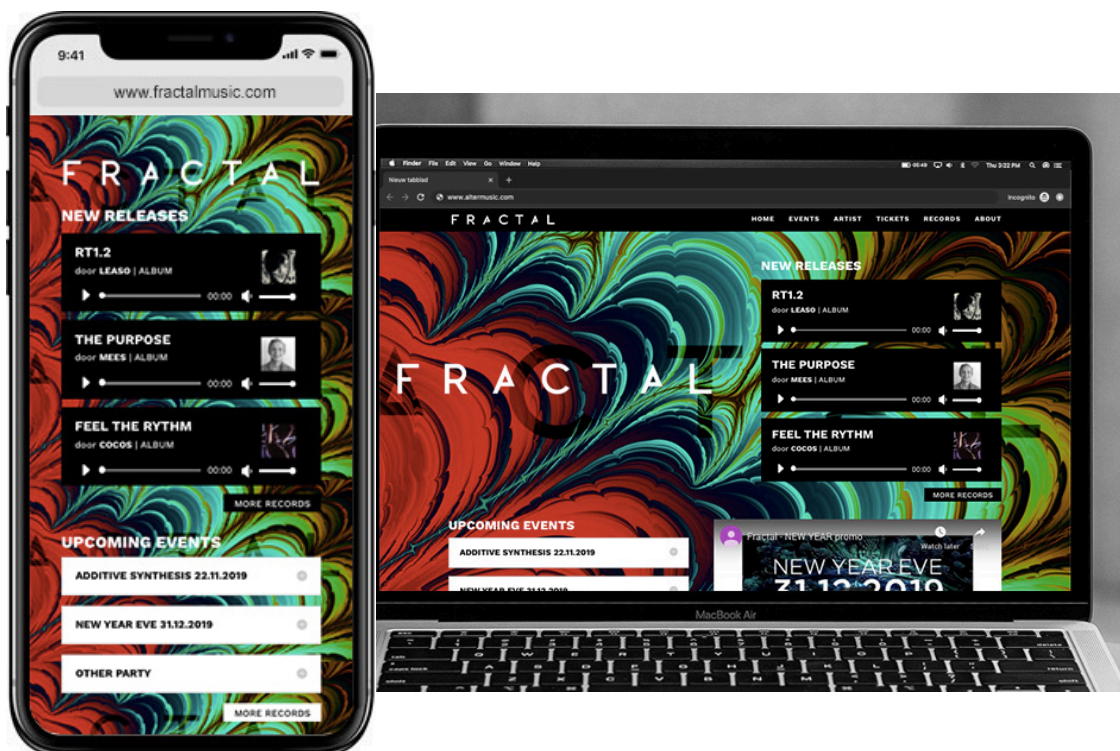 9:41
www.fractalmusic.com
FRACTAL
NEW RELEASES
RT1.2
door LEASO | ALBUM
00:00
THE PURPOSE
door MEES | ALBUM
00:00
FEEL THE RYTHM
door COCOS | ALBUM
00:00
MORE RECORDS
UPCOMING EVENTS
ADDITIVE SYNTHESIS 22.11.2019
NEW YEAR EVE 31.12.2019
OTHER PARTY
MORE RECORDS
Finder File Edit View Go Window Help
Thu 3:22 PM
Nieuw tabblad
www.altermusic.com
Incognito
FRACTAL
HOME EVENTS ARTIST TICKETS RECORDS ABOUT
NEW RELEASES
RT1.2
door LEASO | ALBUM
00:00
THE PURPOSE
door MEES | ALBUM
00:00
FRACTAL
FEEL THE RYTHM
door COCOS | ALBUM
00:00
MORE RECORDS
UPCOMING EVENTS
ADDITIVE SYNTHESIS 22.11.2019
NEW YEAR EVE 31.12.2019
Fractal - NEW YEAR promo
Watch later
NEW YEAR EVE
31.12.2019
MacBook Air
Q W E R T Y U I O P
A S D F G H J K L
Z X C V B N M